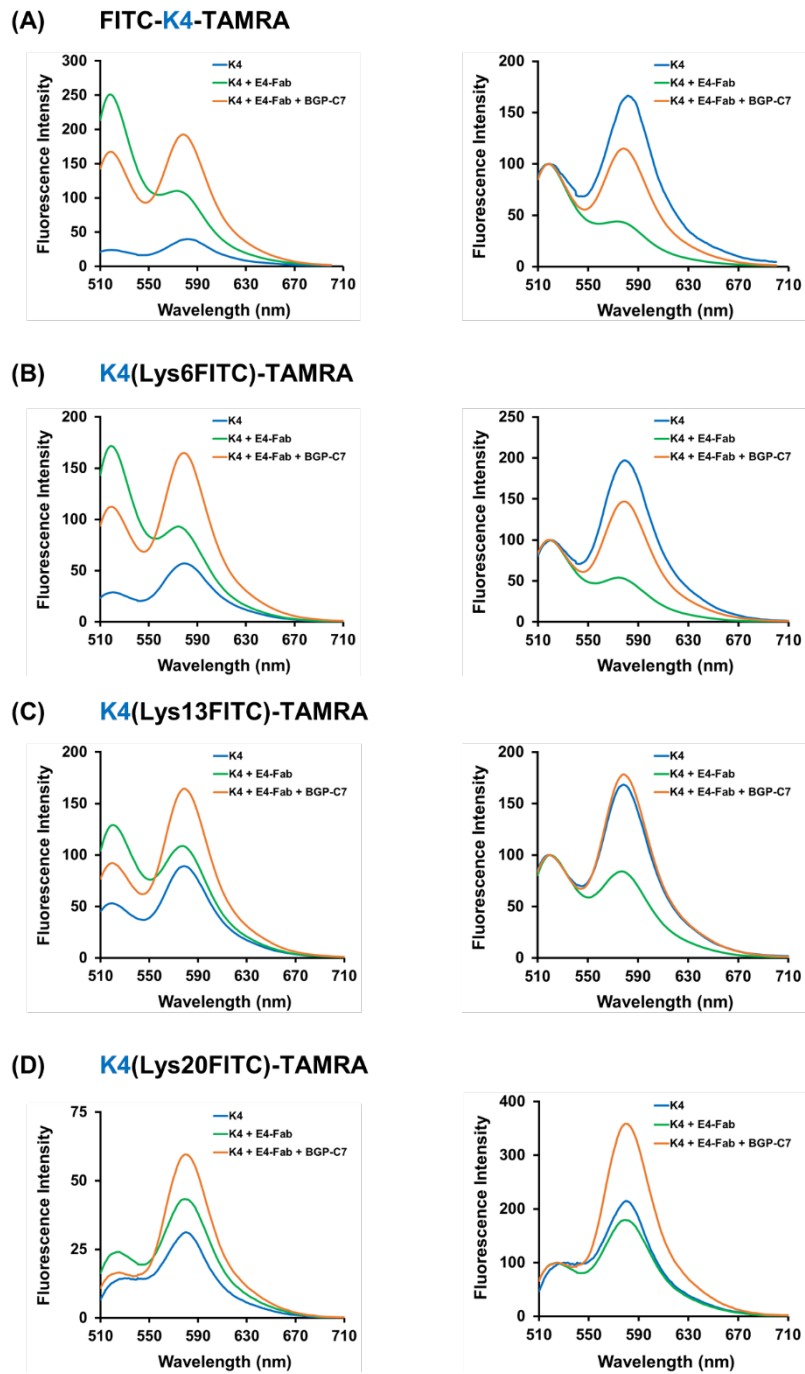 (A) FITC-K4-TAMRA
300
250
200
150
100
50
0
510 550 590 630 670 710
Fluorescence Intensity
Wavelength (nm)
K4
K4 + E4-Fab
K4 + E4-Fab + BGP-C7
200
150
100
50
0
510 550 590 630 670 710
Fluorescence Intensity
Wavelength (nm)
K4
K4 + E4-Fab
K4 + E4-Fab + BGP-C7
(B) K4(Lys6FITC)-TAMRA
200
150
100
50
0
510 550 590 630 670 710
Fluorescence Intensity
Wavelength (nm)
K4
K4 + E4-Fab
K4 + E4-Fab + BGP-C7
250
200
150
100
50
0
510 550 590 630 670 710
Fluorescence Intensity
Wavelength (nm)
K4
K4 + E4-Fab
K4 + E4-Fab + BGP-C7
(C) K4(Lys13FITC)-TAMRA
200
150
100
50
0
510 550 590 630 670 710
Fluorescence Intensity
Wavelength (nm)
K4
K4 + E4-Fab
K4 + E4-Fab + BGP-C7
200
150
100
50
0
510 550 590 630 670 710
Fluorescence Intensity
Wavelength (nm)
K4
K4 + E4-Fab
K4 + E4-Fab + BGP-C7
(D) K4(Lys20FITC)-TAMRA
75
50
25
0
510 550 590 630 670 710
Fluorescence Intensity
Wavelength (nm)
K4
K4 + E4-Fab
K4 + E4-Fab + BGP-C7
400
300
200
100
0
510 550 590 630 670 710
Fluorescence Intensity
Wavelength (nm)
K4
K4 + E4-Fab
K4 + E4-Fab + BGP-C7